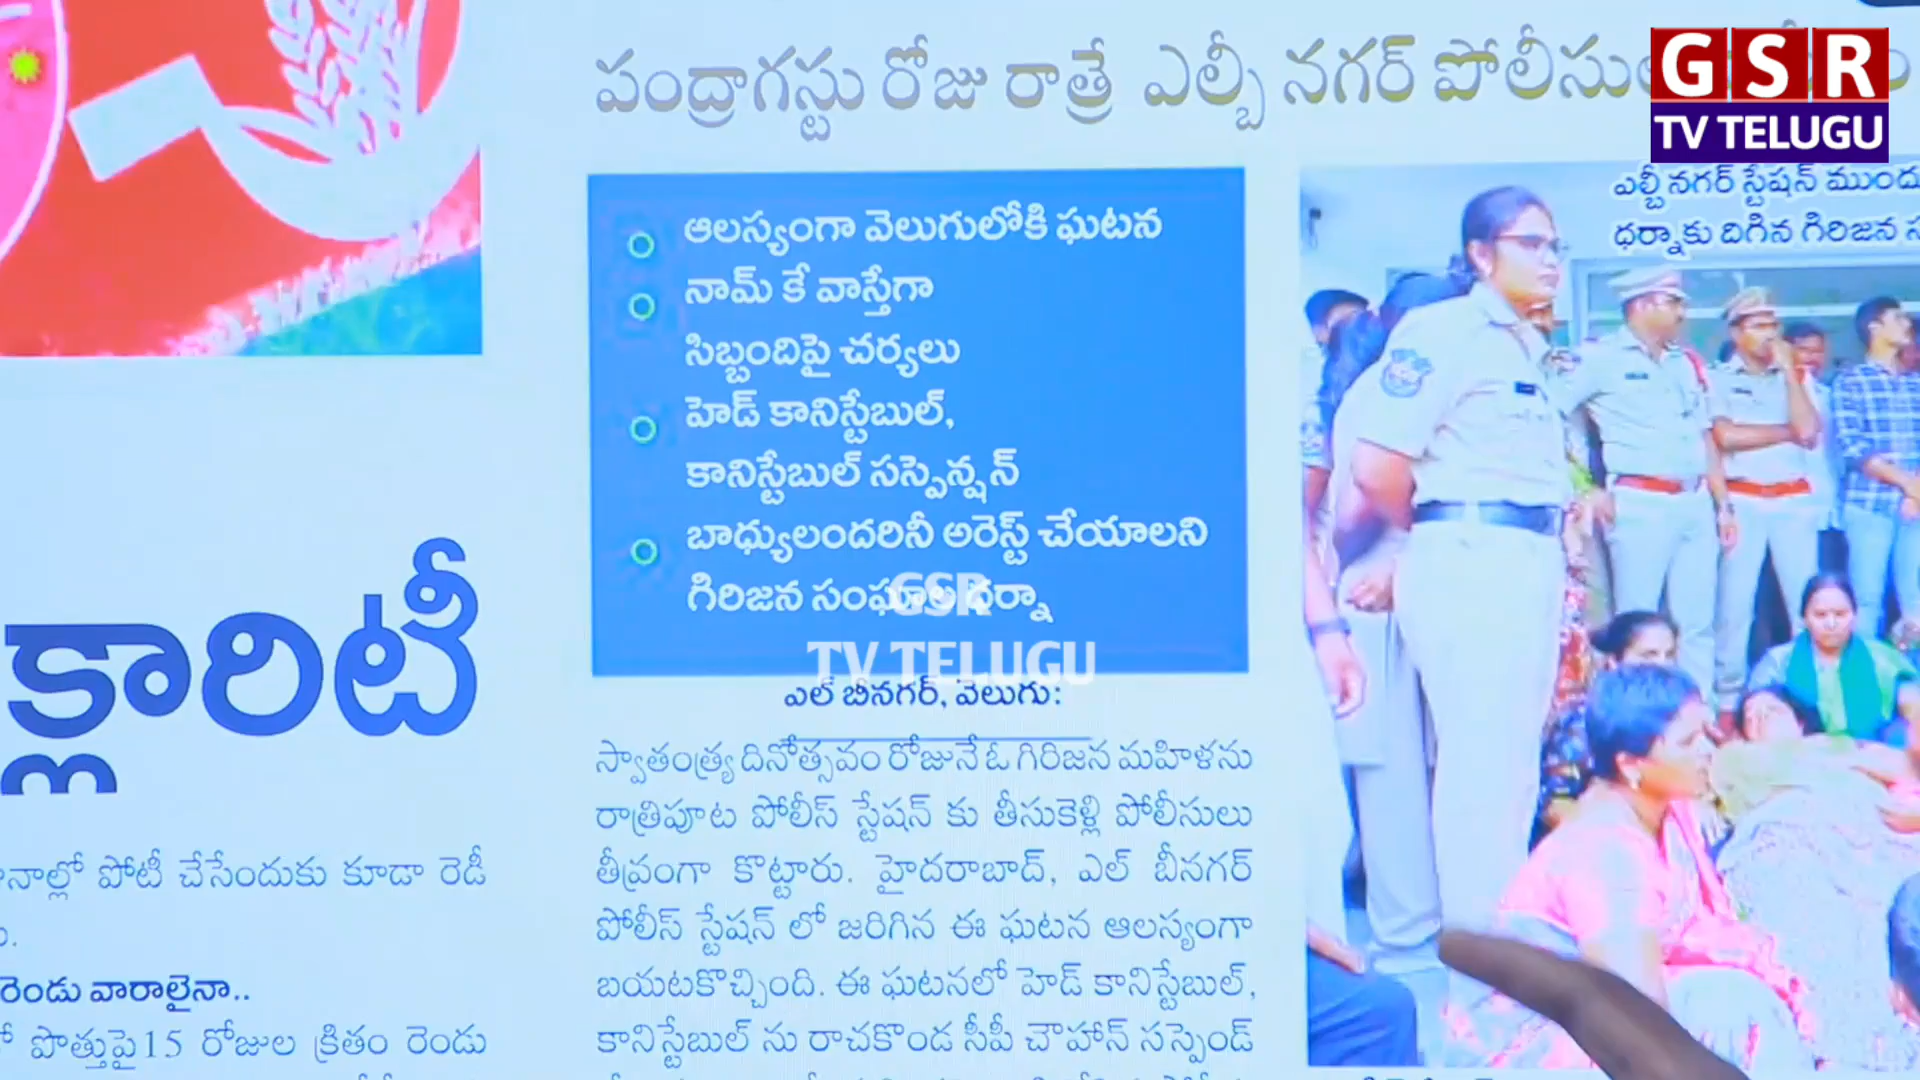 పంద్రాగస్టు రోజు రాత్రే ఎల్బీ నగర్ పోలీసుల
GSR
TV TELUGU
ఎల్బీనగర్ స్టేషన్ ముందు
ధర్నాకు దిగిన గిరిజన
ఆలస్యంగా వెలుగులోకి ఘటన
నామ్ కే వాస్తేగా
సిబ్బందిపై చర్యలు
హెడ్ కానిస్టేబుల్,
కానిస్టేబుల్ సస్పెన్షన్
బాధ్యులందరినీ అరెస్ట్ చేయాలని
గిరిజన సంఘాల ధర్నా
GSR
TV TELUGU
ఎల్ బీనగర్, వెలుగు:
స్వాతంత్ర్య దినోత్సవం రోజునే ఓ గిరిజన మహిళను
రాత్రిపూట పోలీస్ స్టేషన్ కు తీసుకెళ్లి పోలీసులు
తీవ్రంగా కొట్టారు. హైదరాబాద్, ఎల్ బీనగర్
పోలీస్ స్టేషన్ లో జరిగిన ఈ ఘటన ఆలస్యంగా
బయటకొచ్చింది. ఈ ఘటనలో హెడ్ కానిస్టేబుల్,
కానిస్టేబుల్ ను రాచకొండ సీపీ చౌహాన్ సస్పెండ్
క్లారిటీ
పోటీ చేసేందుకు కూడా రెడీ
రెండు వారాలైనా..
పొత్తుపై15 రోజుల క్రితం రెండు